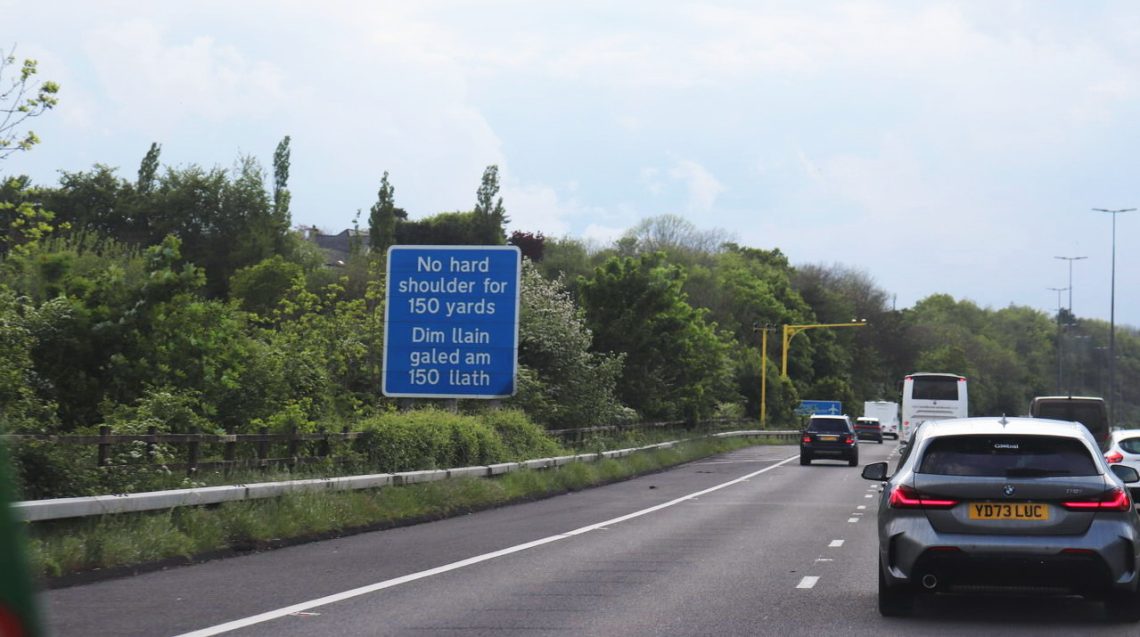 No hard
shoulder for
150 yards
Dim llain
galed am
150 llath
YD73 LUC